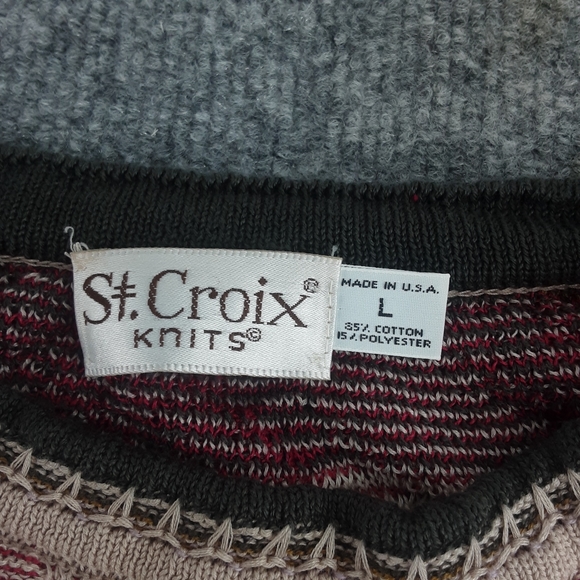 St. Croix®
KNITS©
MADE IN U.S.A.
L
85% COTTON
15% POLYESTER